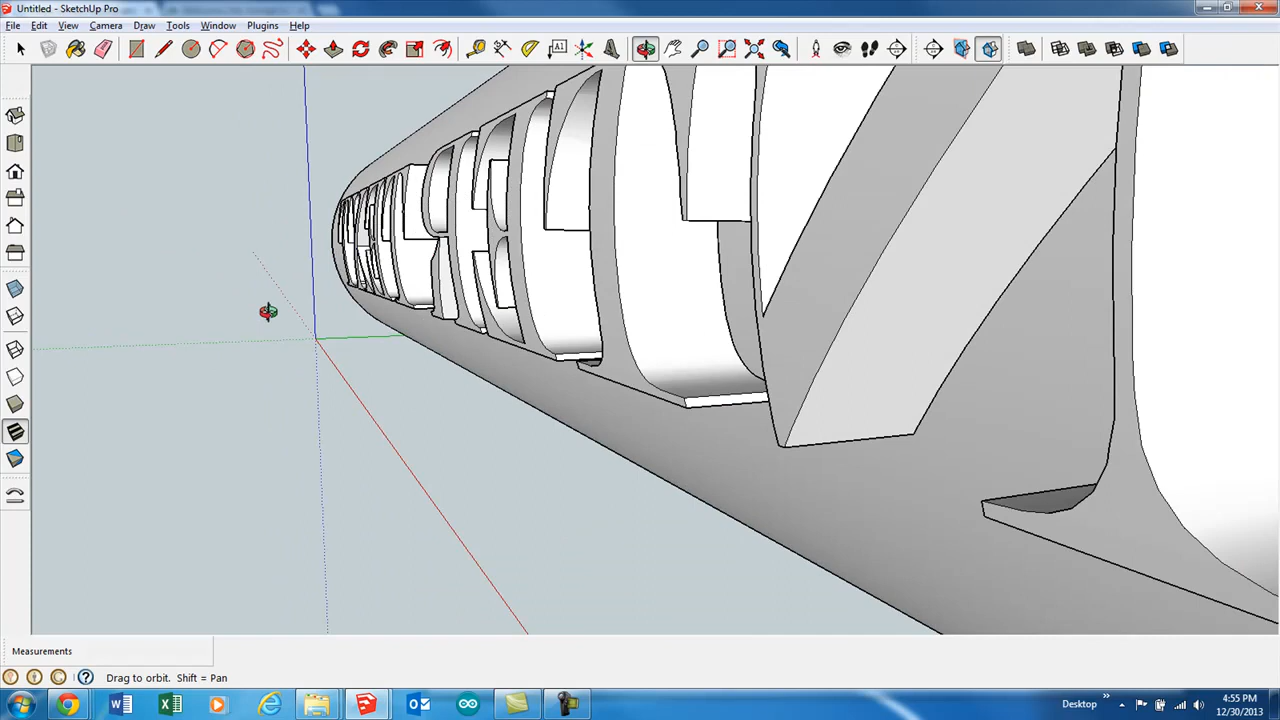 Untitled - SketchUp Pro
File Edit View Camera Draw Tools Window Plugins Help
A1
Measurements
Drag to orbit. Shift = Pan
Desktop
4:55 PM
12/30/2013